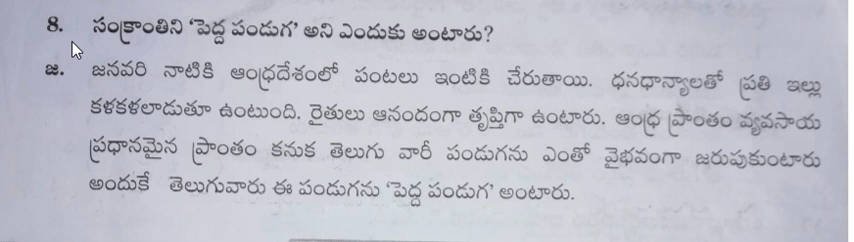 8. సంక్రాంతిని ‘పెద్ద పండుగ’ అని ఎందుకు అంటారు?
జ. జనవరి నాటికి ఆంధ్రదేశంలో పంటలు ఇంటికి చేరుతాయి. ధనధాన్యాలతో ప్రతి ఇల్లు
కళకళలాడుతూ ఉంటుంది. రైతులు ఆనందంగా తృప్తిగా ఉంటారు. ఆంధ్ర ప్రాంతం వ్యవసాయ
ప్రధానమైన ప్రాంతం కనుక తెలుగు వారీ పండుగను ఎంతో వైభవంగా జరుపుకుంటారు
అందుకే తెలుగువారు ఈ పండుగను ‘పెద్ద పండుగ’ అంటారు.